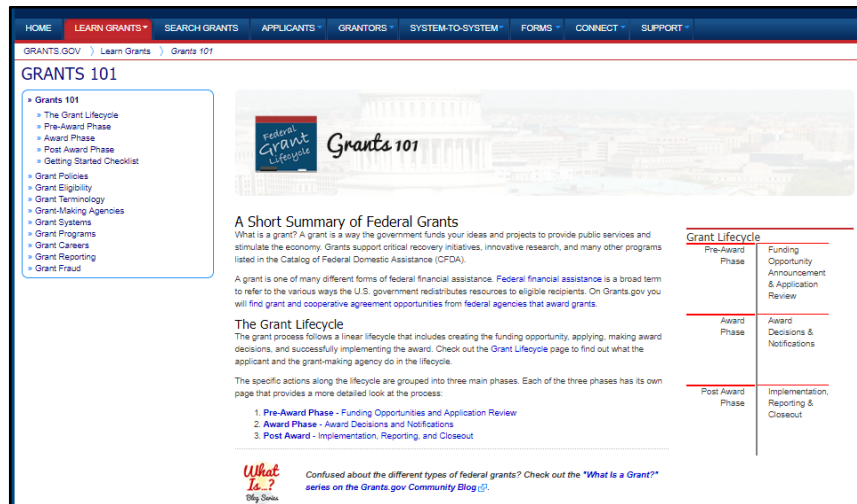 HOME LEARN GRANTS SEARCH GRANTS APPLICANTS GRANTORS SYSTEM-TO-SYSTEM FORMS CONNECT SUPPORT
GRANTS.GOV 〉 Learn Grants 〉 Grants 101
GRANTS 101
» Grants 101
» The Grant Lifecycle
» Pre-Award Phase
» Award Phase
» Post Award Phase
» Getting Started Checklist
» Grant Policies
» Grant Eligibility
» Grant Terminology
» Grant-Making Agencies
» Grant Systems
» Grant Programs
» Grant Careers
» Grant Reporting
» Grant Fraud
Federal
Grant
Lifecycle
Grants 101
A Short Summary of Federal Grants
What is a grant? A grant is a way the government funds your ideas and projects to provide public services and
stimulate the economy. Grants support critical recovery initiatives, innovative research, and many other programs
listed in the Catalog of Federal Domestic Assistance (CFDA).
A grant is one of many different forms of federal financial assistance. Federal financial assistance is a broad term
to refer to the various ways the U.S. government redistributes resources to eligible recipients. On Grants.gov you
will find grant and cooperative agreement opportunities from federal agencies that award grants.
The Grant Lifecycle
The grant process follows a linear lifecycle that includes creating the funding opportunity, applying, making award
decisions, and successfully implementing the award. Check out the Grant Lifecycle page to find out what the
applicant and the grant-making agency do in the lifecycle.
The specific actions along the lifecycle are grouped into three main phases. Each of the three phases has its own
page that provides a more detailed look at the process:
1. Pre-Award Phase - Funding Opportunities and Application Review
2. Award Phase - Award Decisions and Notifications
3. Post Award - Implementation, Reporting, and Closeout
What
Is...?
Blog Series
Confused about the different types of federal grants? Check out the "What Is a Grant?"
series on the Grants.gov Community Blog.
Grant Lifecycle
Pre-Award
Phase
Funding
Opportunity
Announcement
& Application
Review
Award
Phase
Award
Decisions &
Notifications
Post Award
Phase
Implementation,
Reporting &
Closeout